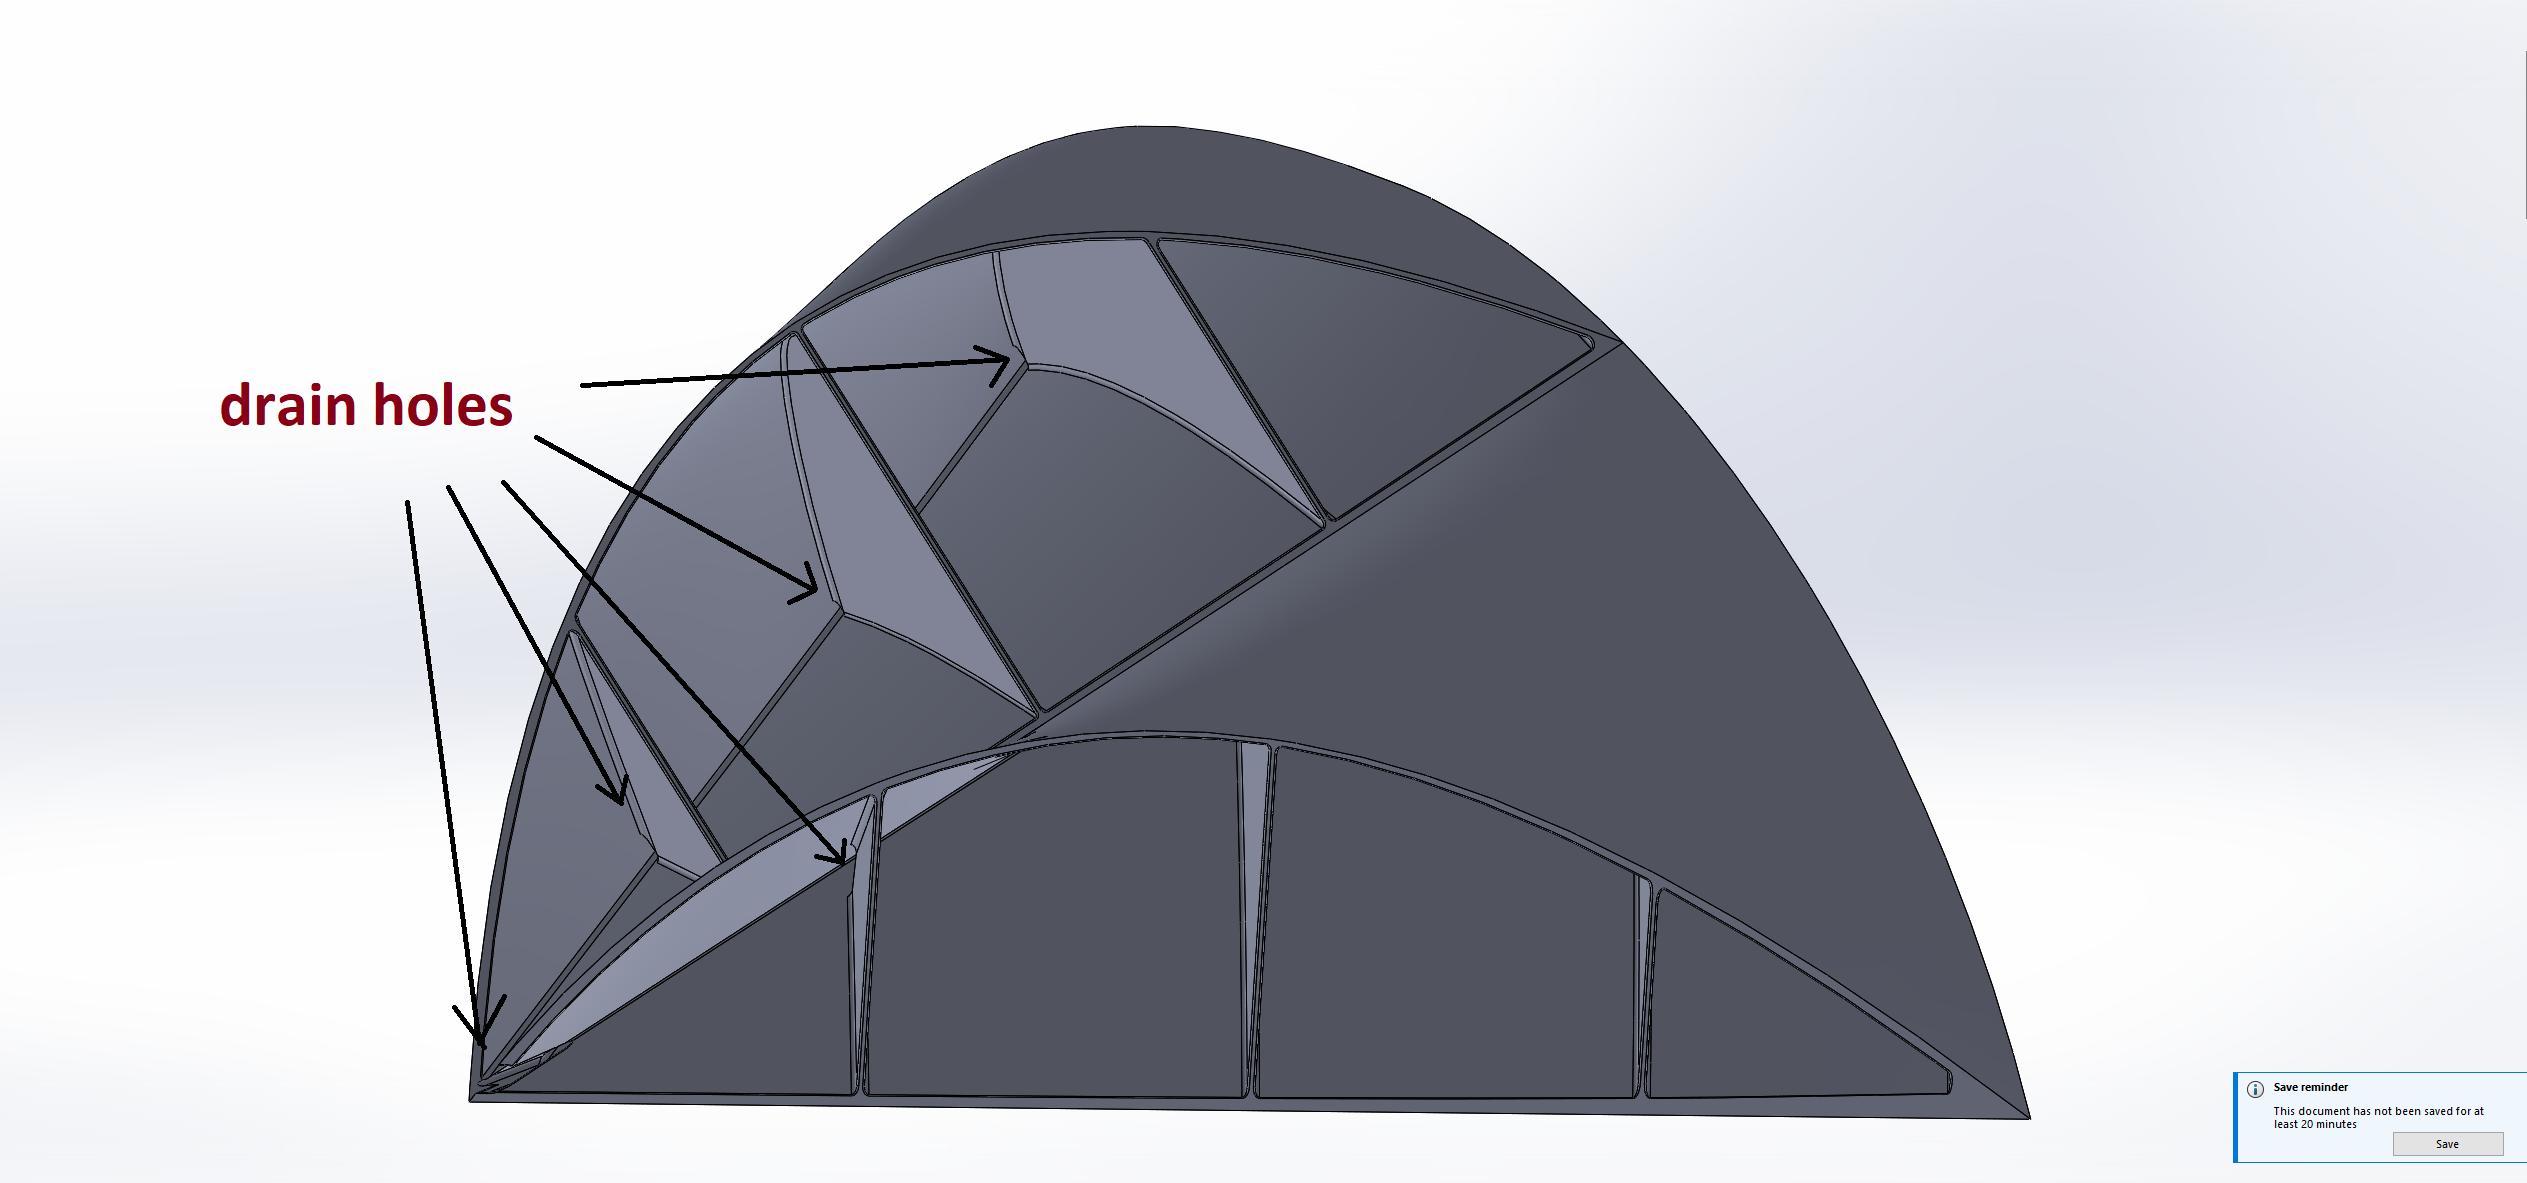 drain holes
Save reminder
This document has not been saved for at
least 20 minutes
Save